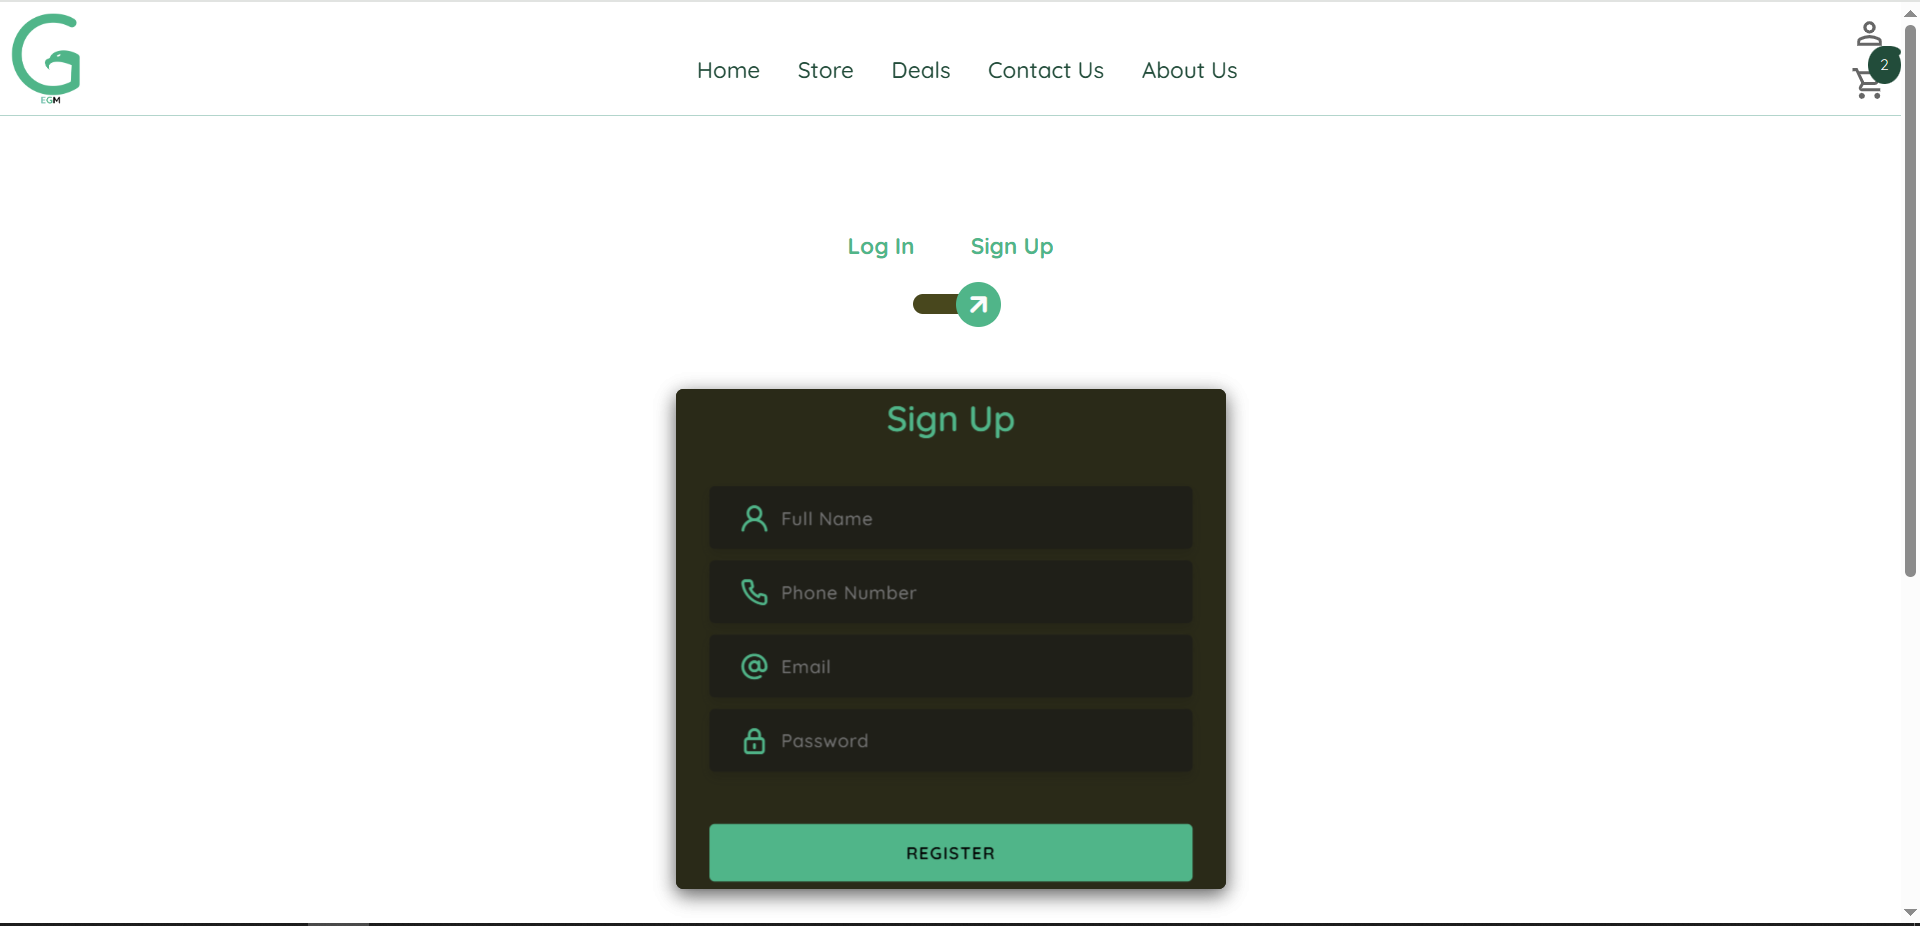 EGM
Home Store Deals Contact Us About Us
2
Log In Sign Up
Sign Up
Full Name
Phone Number
Email
Password
REGISTER